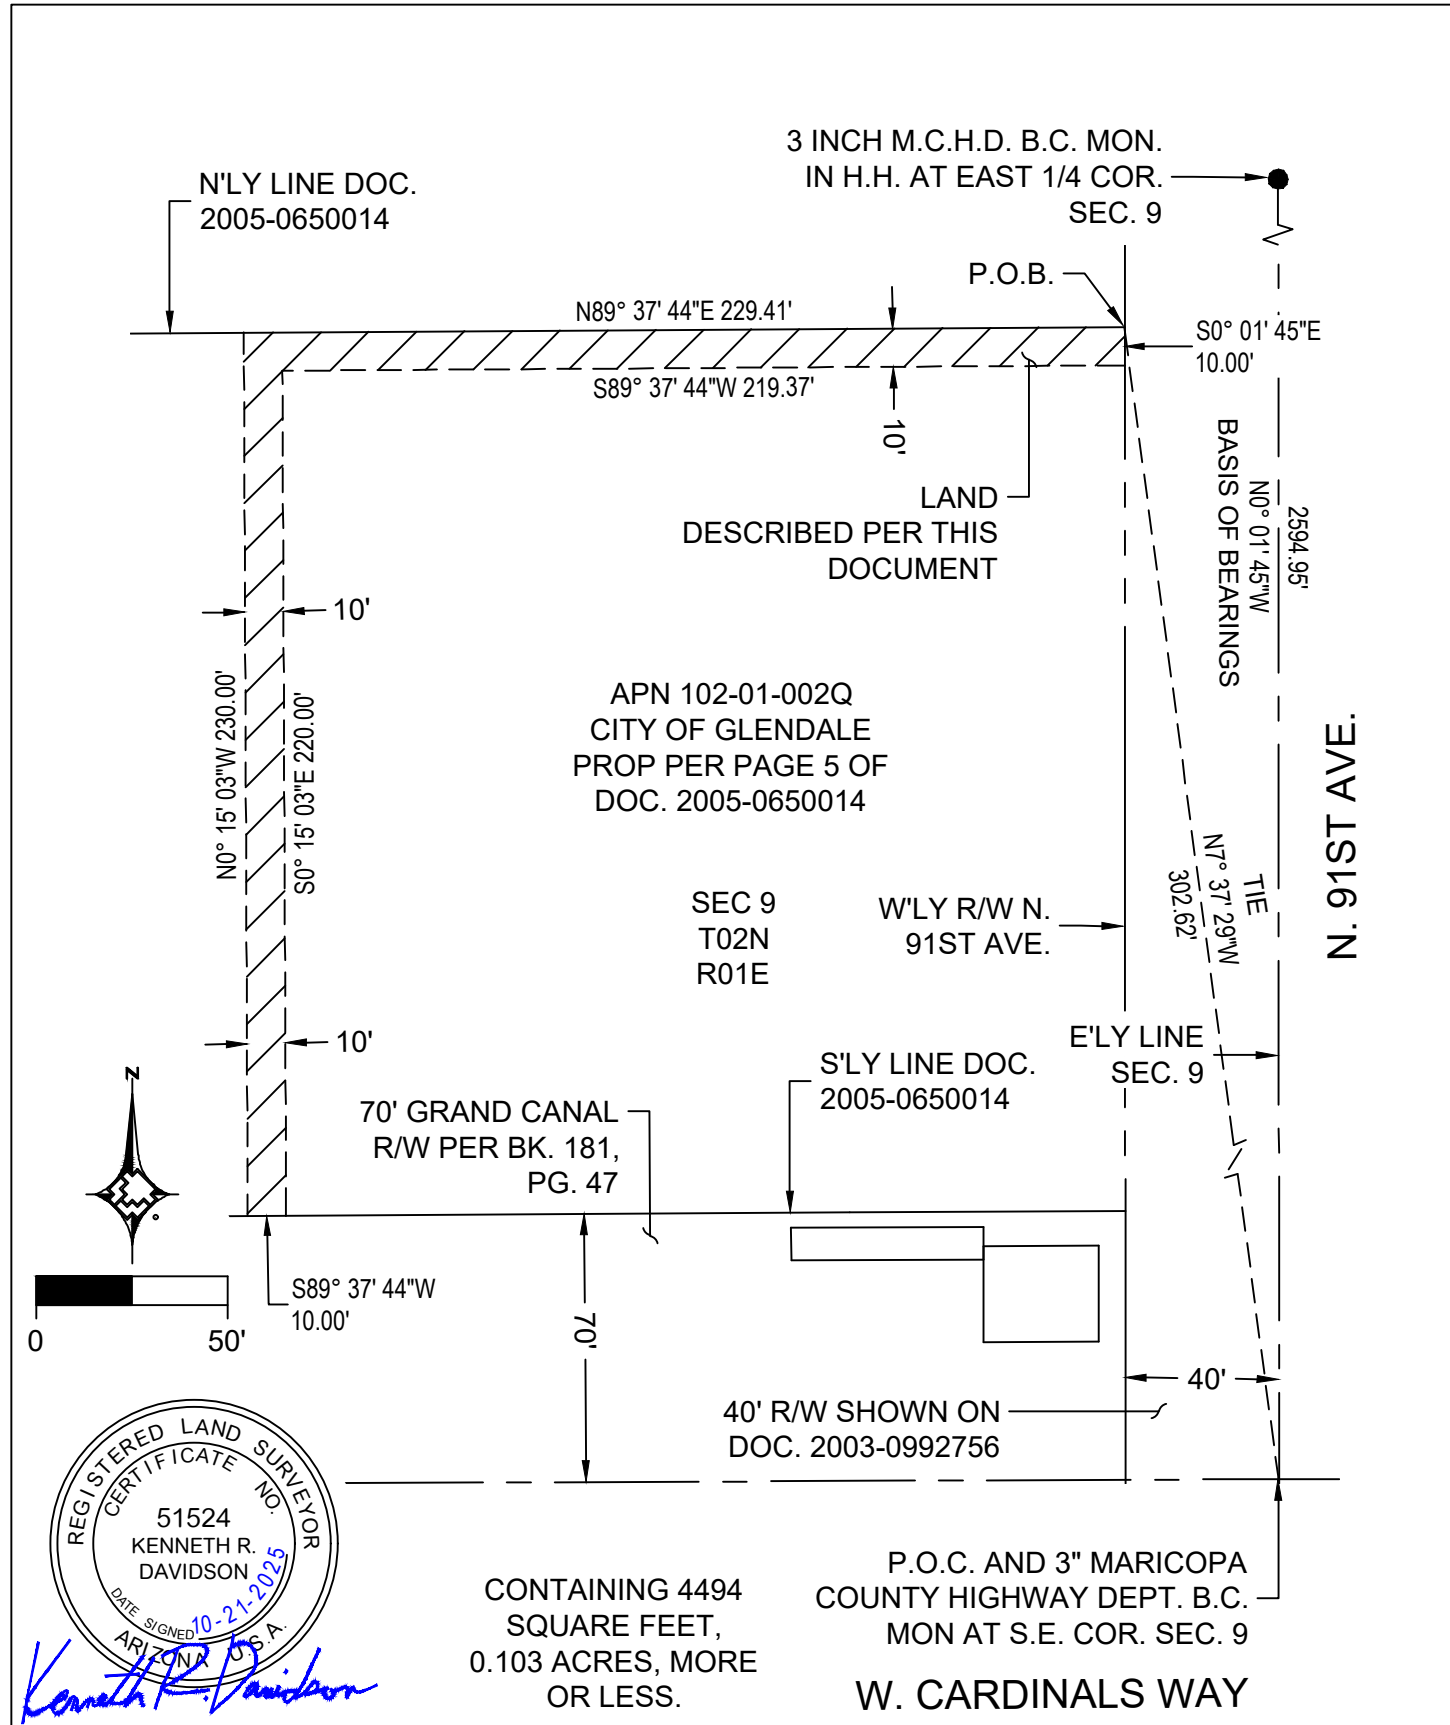 3 INCH M.C.H.D. B.C. MON.
IN H.H. AT EAST 1/4 COR.
SEC. 9
N'LY LINE DOC.
2005-0650014
P.O.B.
N89° 37' 44"E 229.41'
S0° 01' 45"E
10.00'
S89° 37' 44"W 219.37'
10'
LAND
DESCRIBED PER THIS
DOCUMENT
2594.95'
N0° 01' 45"W
BASIS OF BEARINGS
10'
N0° 15' 03"W 230.00'
S0° 15' 03"E 220.00'
APN 102-01-002Q
CITY OF GLENDALE
PROP PER PAGE 5 OF
DOC. 2005-0650014
N. 91ST AVE.
TIE
N7° 37' 29"W
302.62'
SEC 9
T02N
R01E
W'LY R/W N.
91ST AVE.
10'
E'LY LINE
SEC. 9
S'LY LINE DOC.
2005-0650014
70' GRAND CANAL
R/W PER BK. 181,
PG. 47
N
S89° 37' 44"W
10.00'
0 50'
70'
40'
40' R/W SHOWN ON
DOC. 2003-0992756
REGISTERED LAND SURVEYOR
CERTIFICATE NO.
51524
KENNETH R.
DAVIDSON
DATE SIGNED 10-21-2025
ARIZONA U.S.A.
Kenneth R. Davidson
CONTAINING 4494
SQUARE FEET,
0.103 ACRES, MORE
OR LESS.
P.O.C. AND 3" MARICOPA
COUNTY HIGHWAY DEPT. B.C.
MON AT S.E. COR. SEC. 9
W. CARDINALS WAY